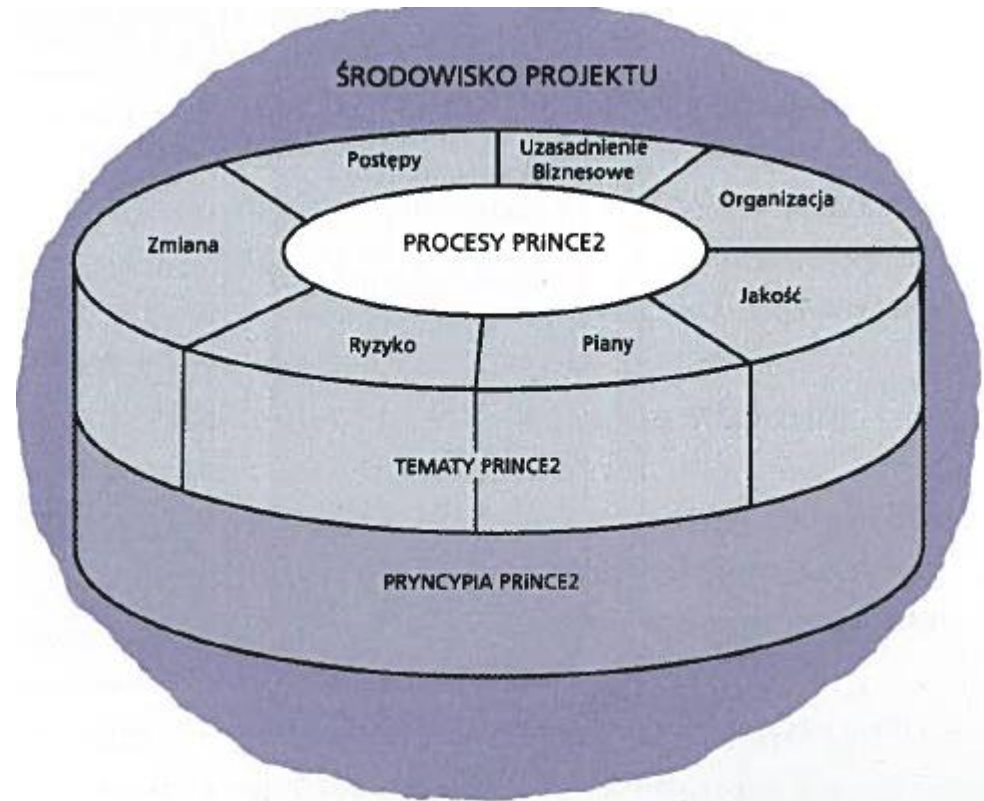 ŚRODOWISKO PROJEKTU
Postępy
Uzasadnienie
Biznesowe
Organizacja
Zmiana
PROCESY PRiNCE2
Jakość
Ryzyko
Piany
TEMATY PRiNCE2
PRYNCYPIA PRiNCE2